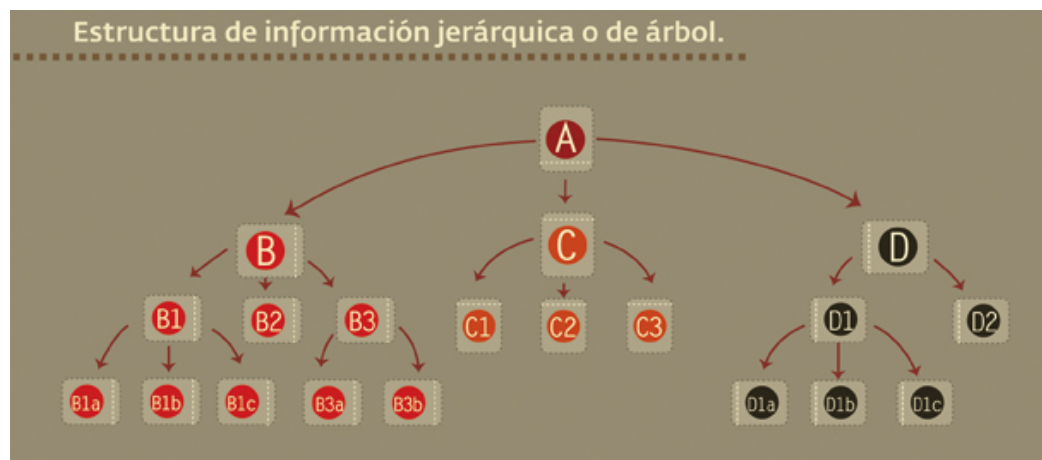 Estructura de información jerárquica o de árbol.
A
B
C
D
B1
B2
B3
C1
C2
C3
D1
D2
B1a
B1b
B1c
B3a
B3b
D1a
D1b
D1c